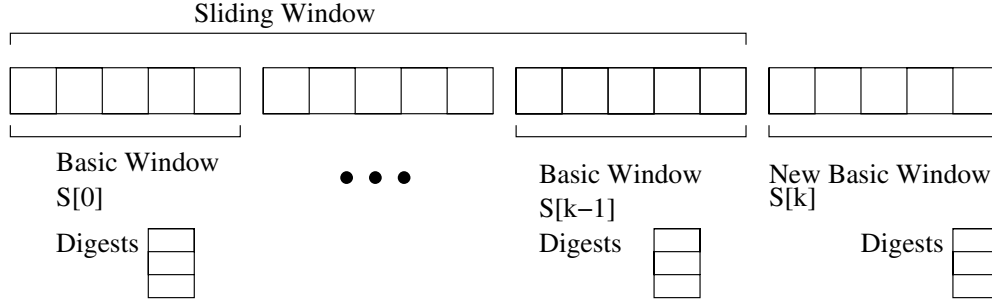 Sliding Window
Basic Window
S[0]
Basic Window
S[k−1]
New Basic Window
S[k]
Digests
Digests
Digests